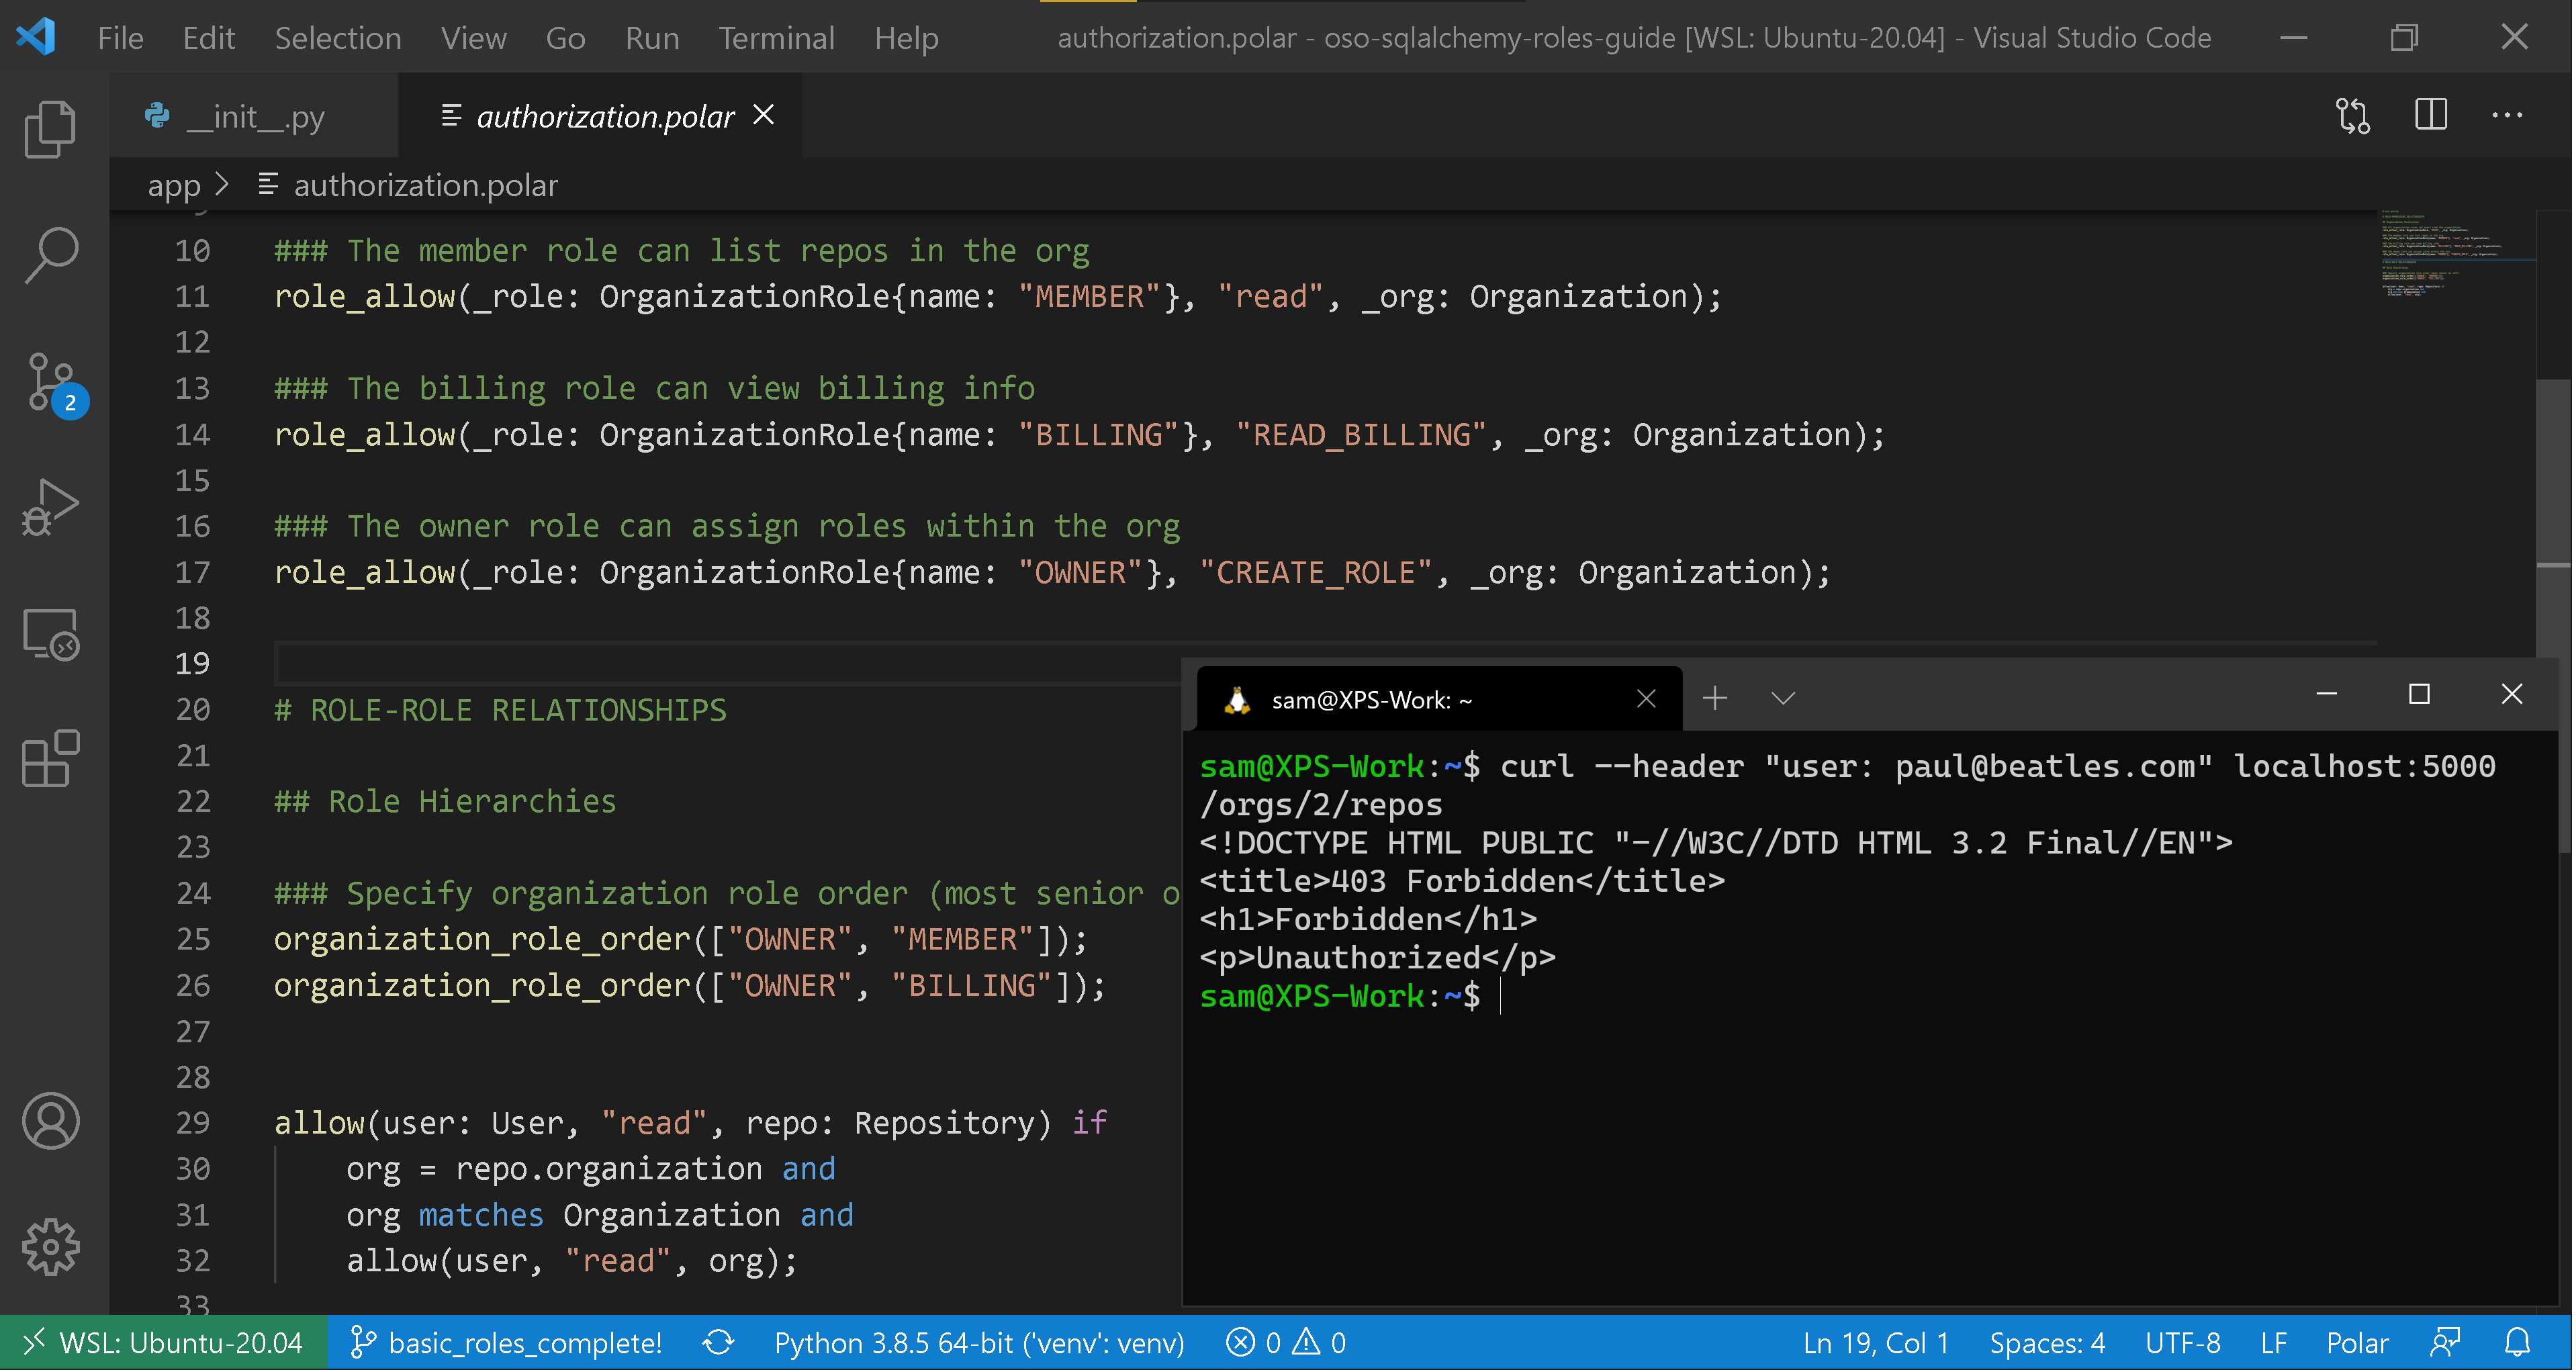 File Edit Selection View Go Run Terminal Help authorization.polar - oso-sqlalchemy-roles-guide [WSL: Ubuntu-20.04] - Visual Studio Code
__init__.py authorization.polar
app > authorization.polar
10 ### The member role can list repos in the org
11 role_allow(_role: OrganizationRole{name: "MEMBER"}, "read", _org: Organization);
12
13 ### The billing role can view billing info
14 role_allow(_role: OrganizationRole{name: "BILLING"}, "READ_BILLING", _org: Organization);
15
16 ### The owner role can assign roles within the org
17 role_allow(_role: OrganizationRole{name: "OWNER"}, "CREATE_ROLE", _org: Organization);
18
19
20 # ROLE-ROLE RELATIONSHIPS
21
22 ## Role Hierarchies
23
24 ### Specify organization role order (most senior o
25 organization_role_order(["OWNER", "MEMBER"]);
26 organization_role_order(["OWNER", "BILLING"]);
27
28
29 allow(user: User, "read", repo: Repository) if
30 org = repo.organization and
31 org matches Organization and
32 allow(user, "read", org);
33
2
sam@XPS-Work: ~
sam@XPS-Work:~$ curl --header "user: paul@beatles.com" localhost:5000
/orgs/2/repos
<!DOCTYPE HTML PUBLIC "-//W3C//DTD HTML 3.2 Final//EN">
<title>403 Forbidden</title>
<h1>Forbidden</h1>
<p>Unauthorized</p>
sam@XPS-Work:~$
WSL: Ubuntu-20.04 basic_roles_complete! Python 3.8.5 64-bit ('venv': venv) 0 0 Ln 19, Col 1 Spaces: 4 UTF-8 LF Polar